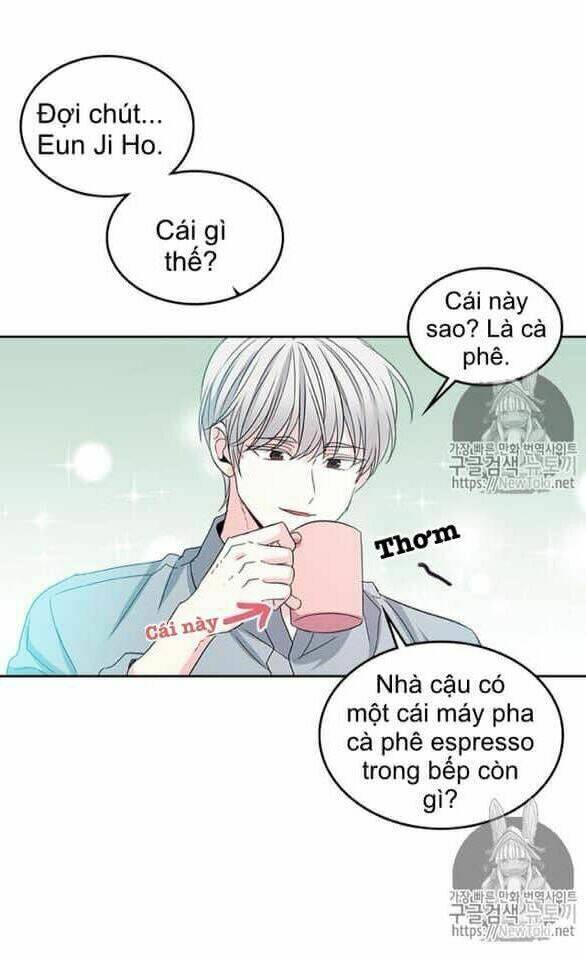 Đợi chút...
Eun Ji Ho.
Cái gì
thế?
Cái này
sao? Là cà
phê.
가장 빠른 만화 번역사이트
구글검색 뉴토끼
https://NewToki.net
Thơm
Cái này
Nhà cậu có
một cái máy pha
cà phê espresso
trong bếp còn
gì?
가장 빠른 만화 번역사이트
구글검색 뉴토끼
https://NewToki.net